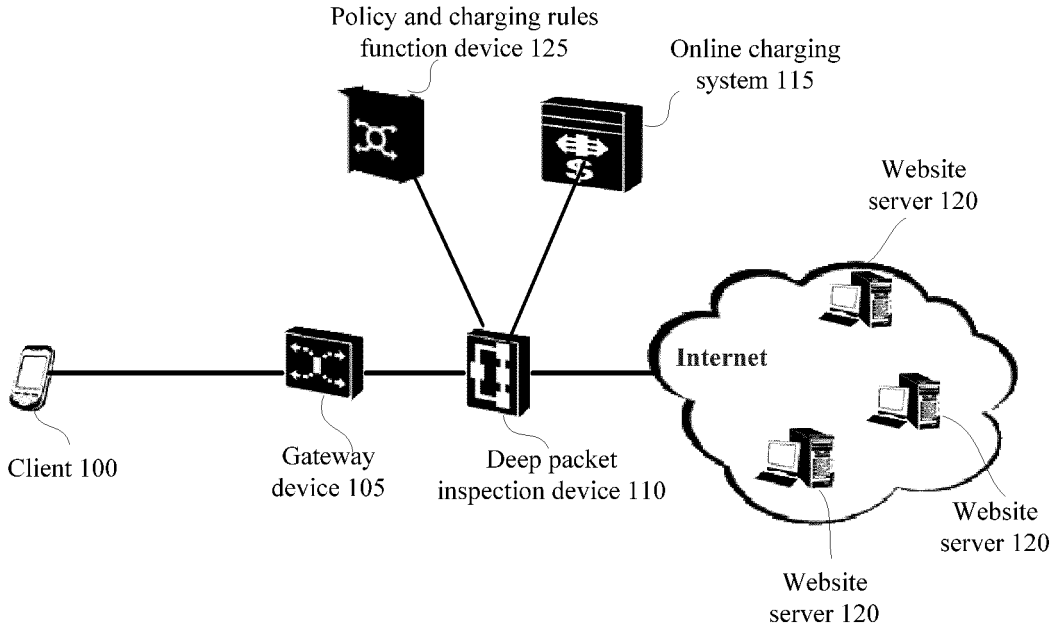 Policy and charging rules
function device 125
Online charging
system 115
Website
server 120
Internet
Client 100
Gateway
device 105
Deep packet
inspection device 110
Website
server 120
Website
server 120